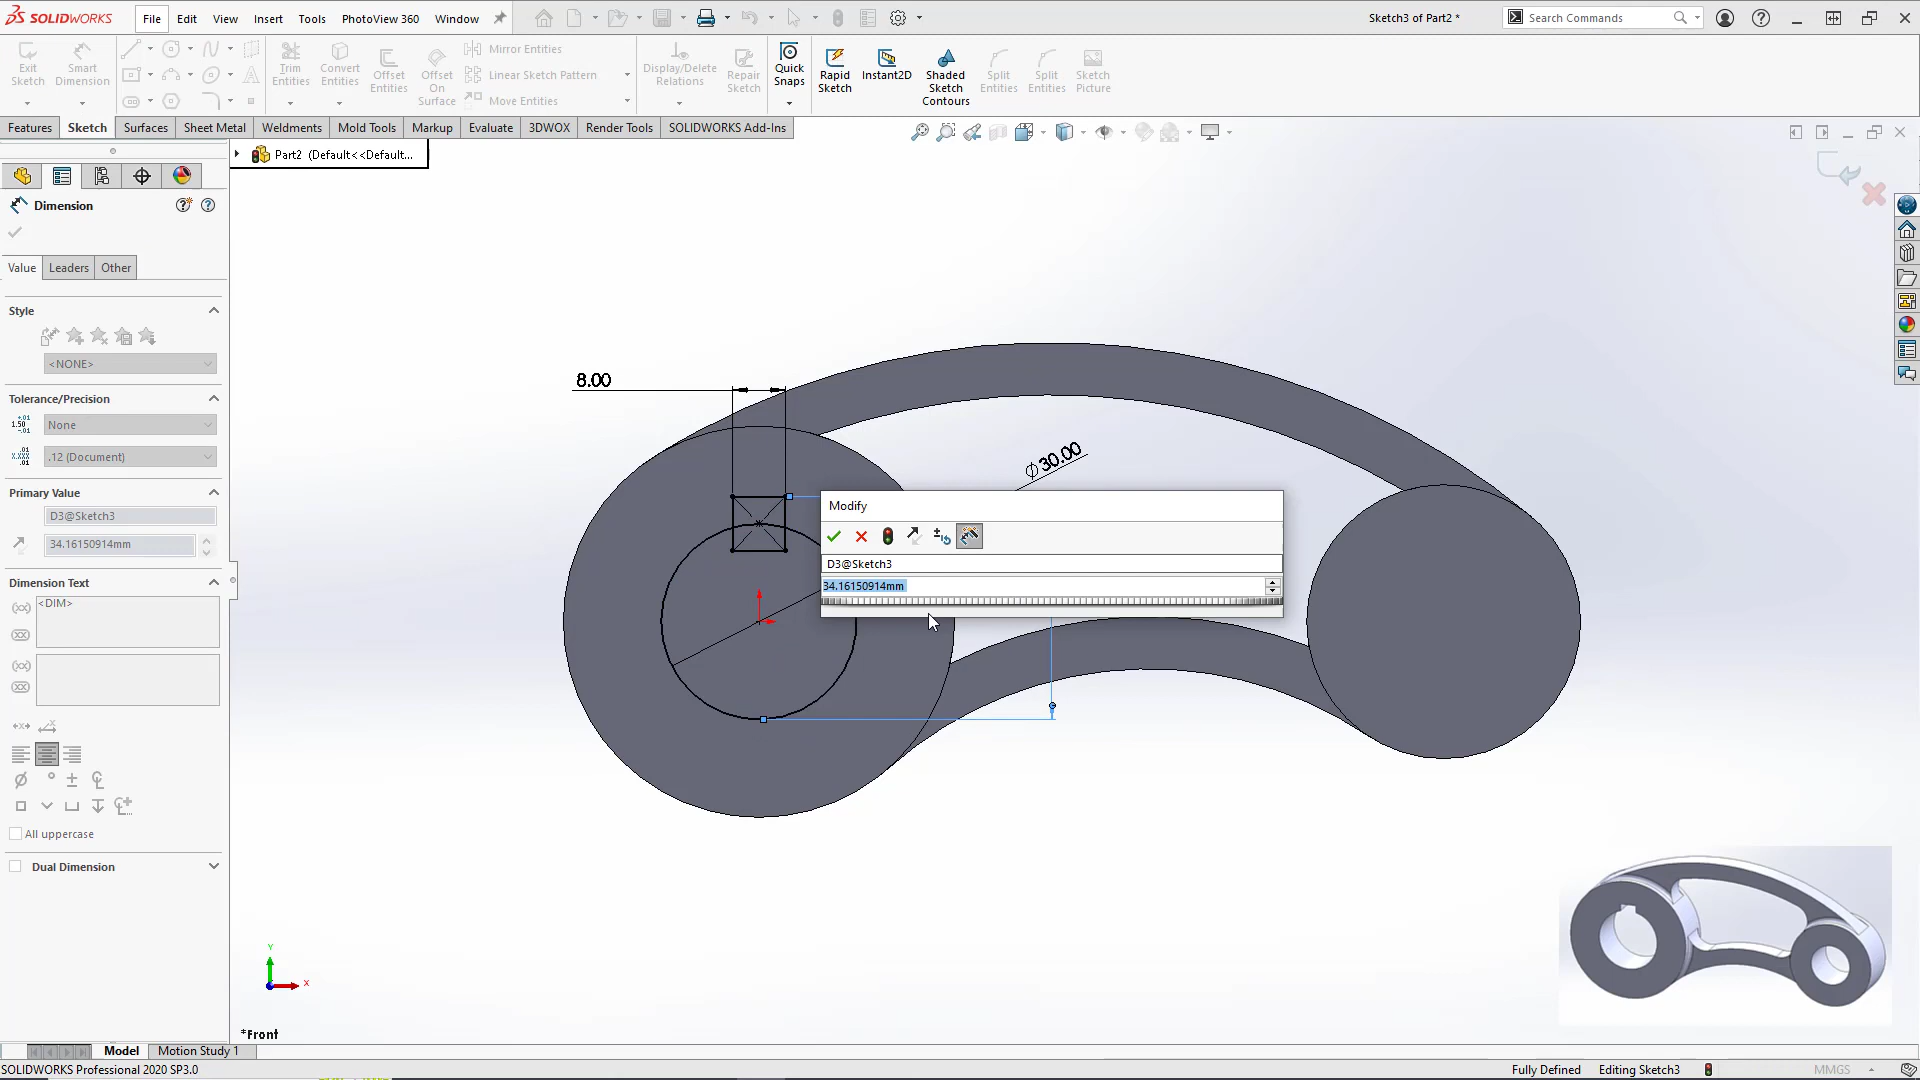 SOLIDWORKS File Edit View Insert Tools PhotoView 360 Window Sketch3 of Part2 * Search Commands
Exit Sketch
Smart Dimension
Trim Entities
Convert Entities
Offset Entities
Offset On Surface
Mirror Entities
Linear Sketch Pattern
Move Entities
Display/Delete Relations
Repair Sketch
Quick Snaps
Rapid Sketch
Instant2D
Shaded Sketch Contours
Split Entities
Split Entities
Sketch Picture
Features Sketch Surfaces Sheet Metal Weldments Mold Tools Markup Evaluate 3DWOX Render Tools SOLIDWORKS Add-Ins
Part2 (Default<<Default...
Dimension
Value Leaders Other
Style
<NONE>
Tolerance/Precision
None
.12 (Document)
Primary Value
D3@Sketch3
34.16150914mm
Dimension Text
<DIM>
All uppercase
Dual Dimension
8.00
∅30.00
Modify
D3@Sketch3
34.16150914mm
Y
X
*Front
Model Motion Study 1
SOLIDWORKS Professional 2020 SP3.0 Fully Defined Editing Sketch3 MMGS